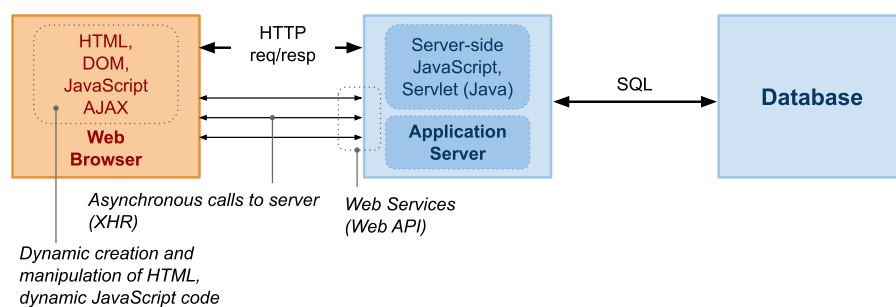 HTML,
DOM,
JavaScript
AJAX
Web
Browser
HTTP
req/resp
Server-side
JavaScript,
Servlet (Java)
Application
Server
SQL
Database
Asynchronous calls to server
(XHR)
Web Services
(Web API)
Dynamic creation and
manipulation of HTML,
dynamic JavaScript code